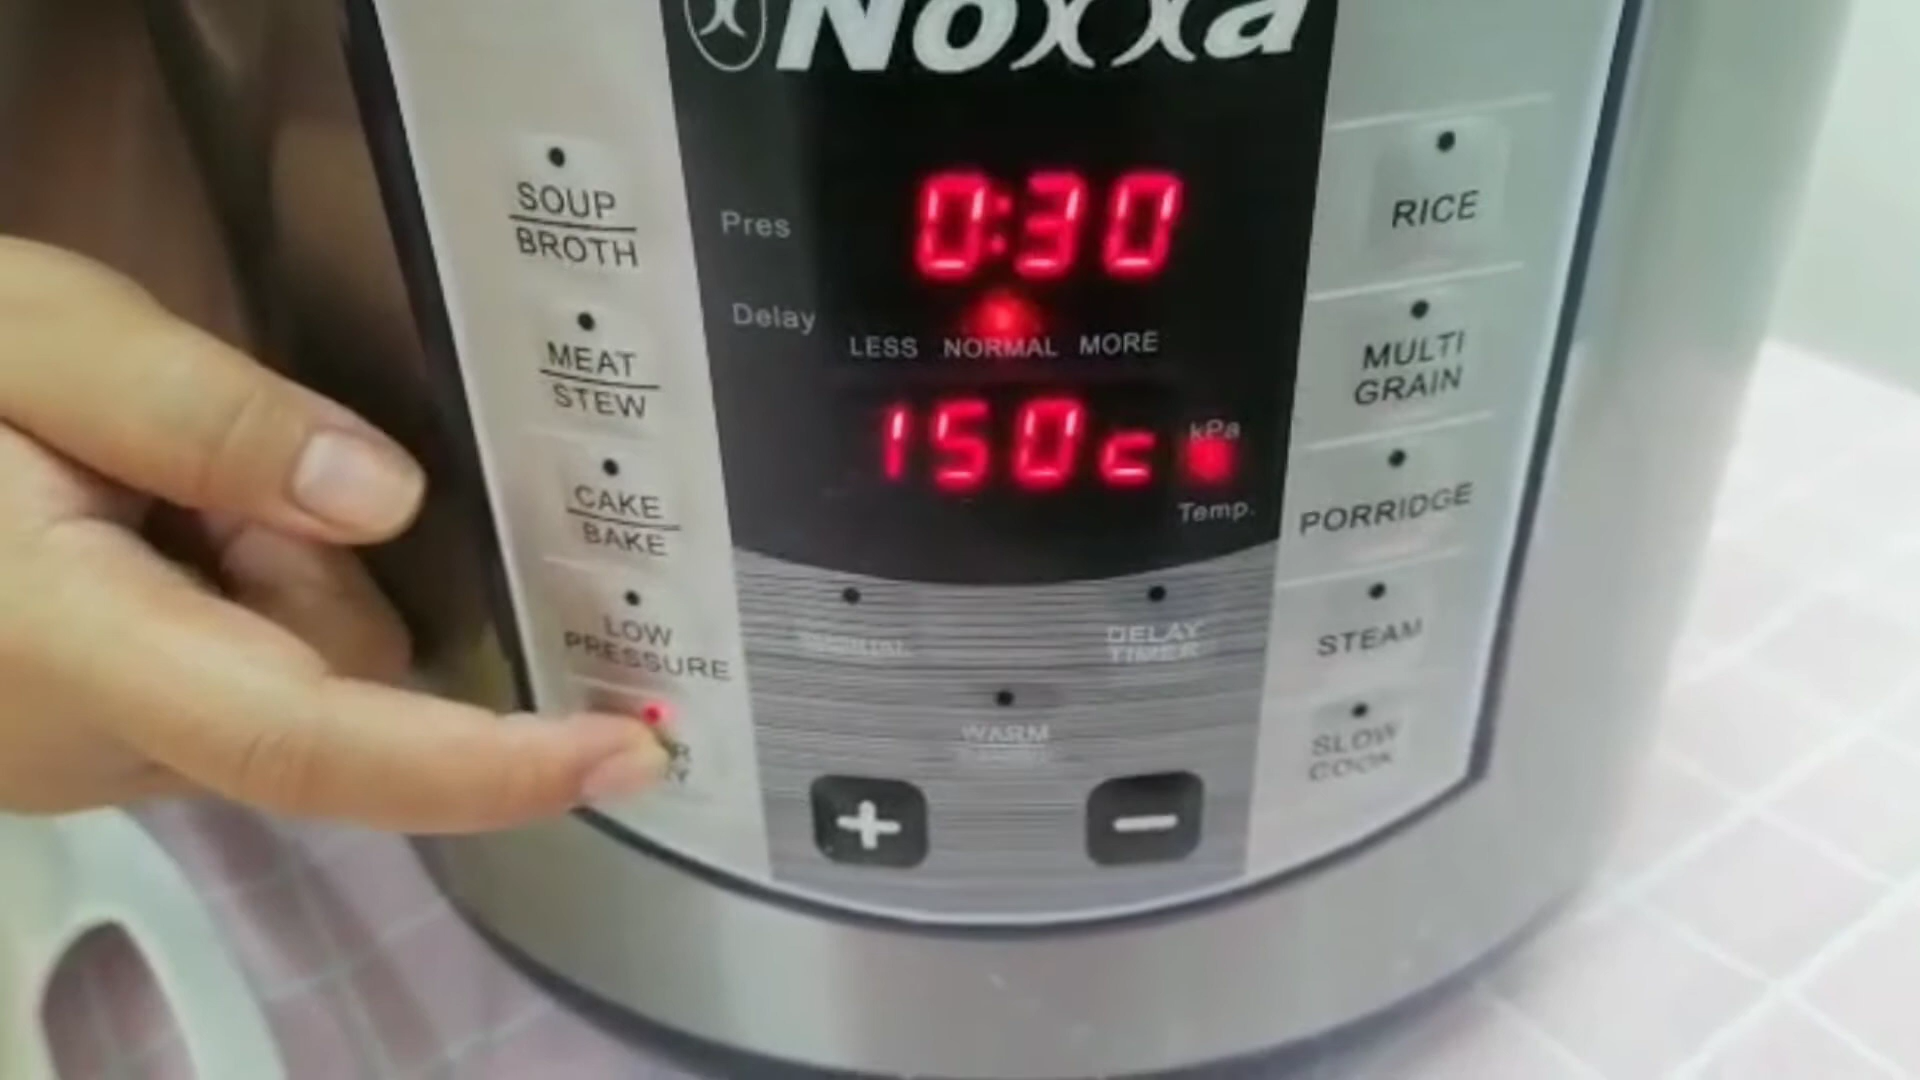 Noxxa
SOUP
BROTH
MEAT
STEW
CAKE
BAKE
LOW
PRESSURE
Pres
0:30
Delay
LESS NORMAL MORE
150c
kPa
Temp.
DELAY
TIMER
WARM
+
−
RICE
MULTI
GRAIN
PORRIDGE
STEAM
SLOW
COOK